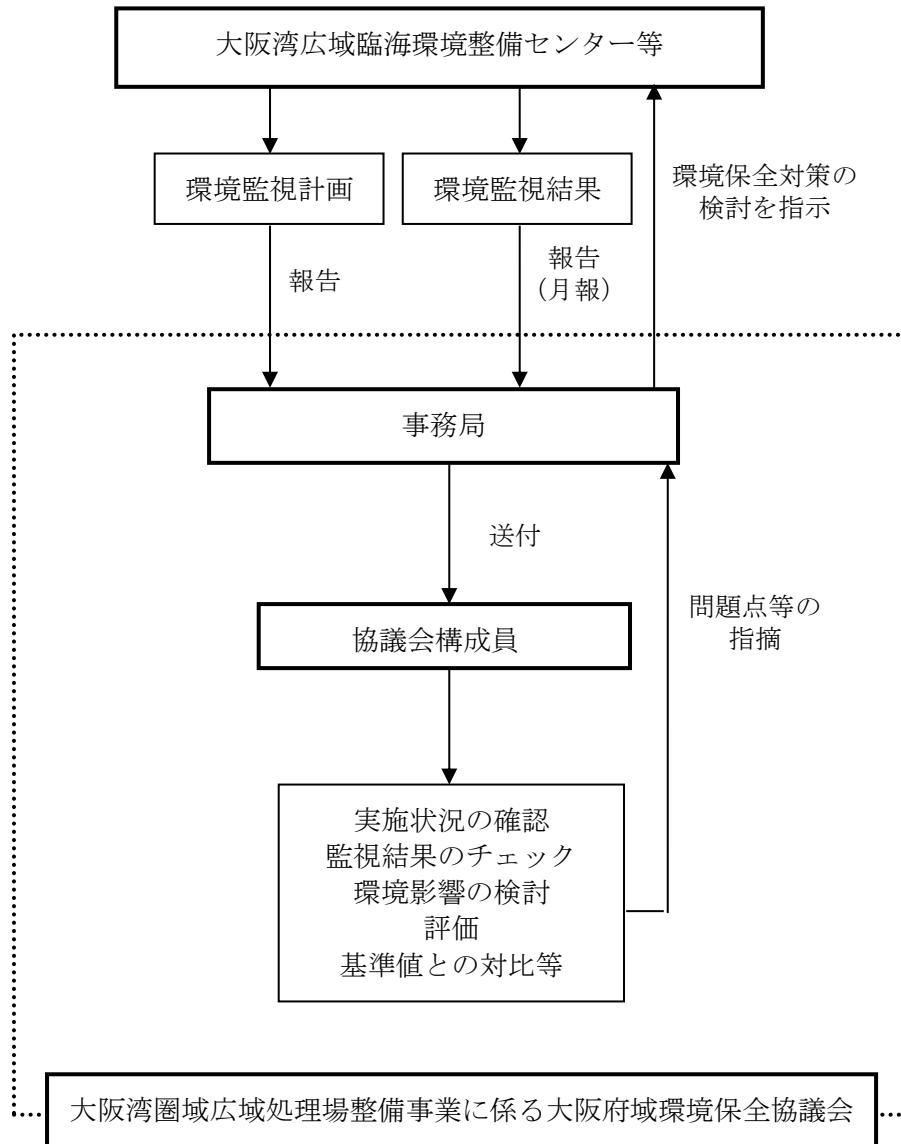 大阪湾広域臨海環境整備センター等
環境監視計画
環境監視結果
環境保全対策の
検討を指示
報告
報告
（月報）
事務局
送付
協議会構成員
問題点等の
指摘
実施状況の確認
監視結果のチェック
環境影響の検討
評価
基準値との対比等
大阪湾圏域広域処理場整備事業に係る大阪府域環境保全協議会